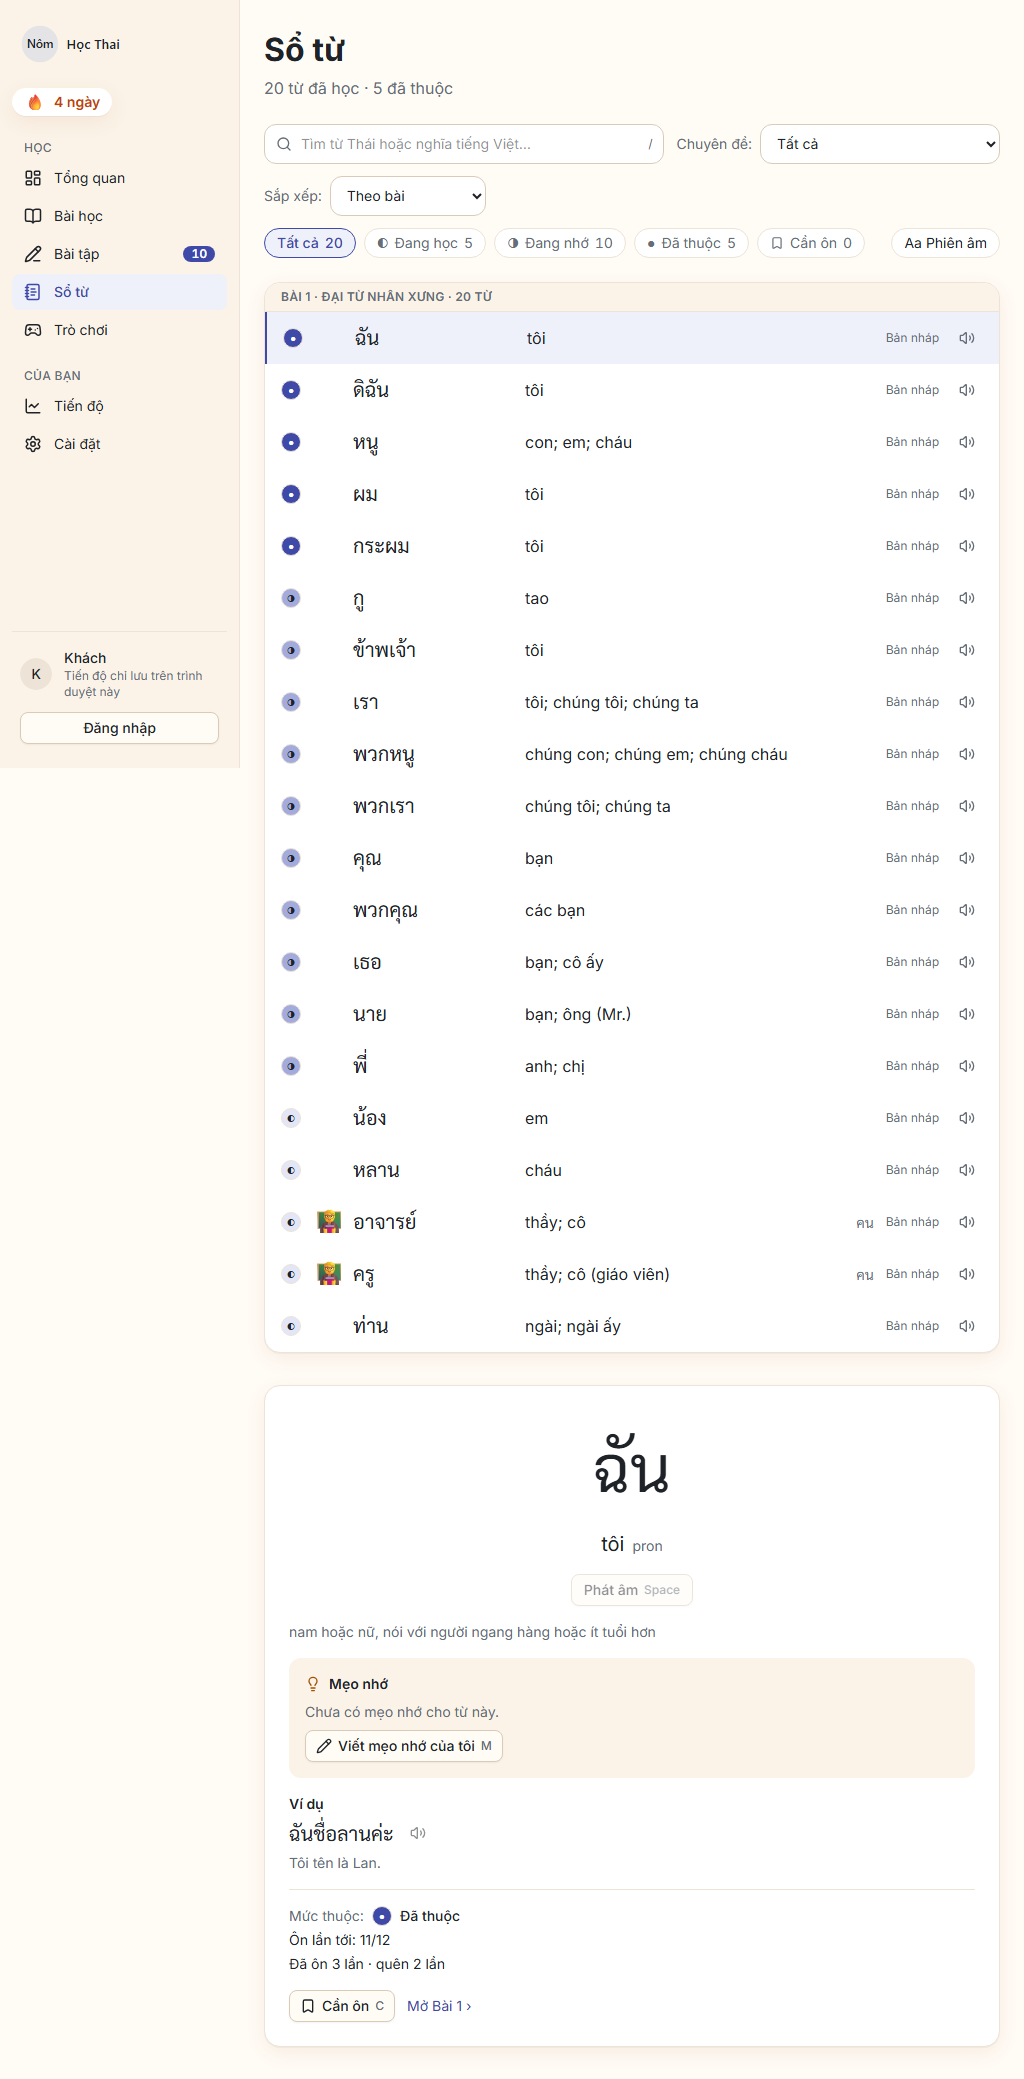 Nôm Học Thai
4 ngày
HỌC
Tổng quan
Bài học
Bài tập 10
Sổ từ
Trò chơi
CỦA BẠN
Tiến độ
Cài đặt
K Khách
Tiến độ chỉ lưu trên trình
duyệt này
Đăng nhập
Sổ từ
20 từ đã học · 5 đã thuộc
Tìm từ Thái hoặc nghĩa tiếng Việt... / Chuyên đề: Tất cả
Sắp xếp: Theo bài
Tất cả 20 Đang học 5 Đang nhớ 10 Đã thuộc 5 Cần ôn 0 Aa Phiên âm
BÀI 1 · ĐẠI TỪ NHÂN XƯNG · 20 TỪ
ฉัน tôi Bản nháp
ดิฉัน tôi Bản nháp
หนู con; em; cháu Bản nháp
ผม tôi Bản nháp
กระผม tôi Bản nháp
กู tao Bản nháp
ข้าพเจ้า tôi Bản nháp
เรา tôi; chúng tôi; chúng ta Bản nháp
พวกหนู chúng con; chúng em; chúng cháu Bản nháp
พวกเรา chúng tôi; chúng ta Bản nháp
คุณ bạn Bản nháp
พวกคุณ các bạn Bản nháp
เธอ bạn; cô ấy Bản nháp
นาย bạn; ông (Mr.) Bản nháp
พี่ anh; chị Bản nháp
น้อง em Bản nháp
หลาน cháu Bản nháp
อาจารย์ thầy; cô คน Bản nháp
ครู thầy; cô (giáo viên) คน Bản nháp
ท่าน ngài; ngài ấy Bản nháp
ฉัน
tôi pron
Phát âm Space
nam hoặc nữ, nói với người ngang hàng hoặc ít tuổi hơn
Mẹo nhớ
Chưa có mẹo nhớ cho từ này.
Viết mẹo nhớ của tôi M
Ví dụ
ฉันชื่อลานค่ะ
Tôi tên là Lan.
Mức thuộc: Đã thuộc
Ôn lần tới: 11/12
Đã ôn 3 lần · quên 2 lần
Cần ôn C Mở Bài 1 ›